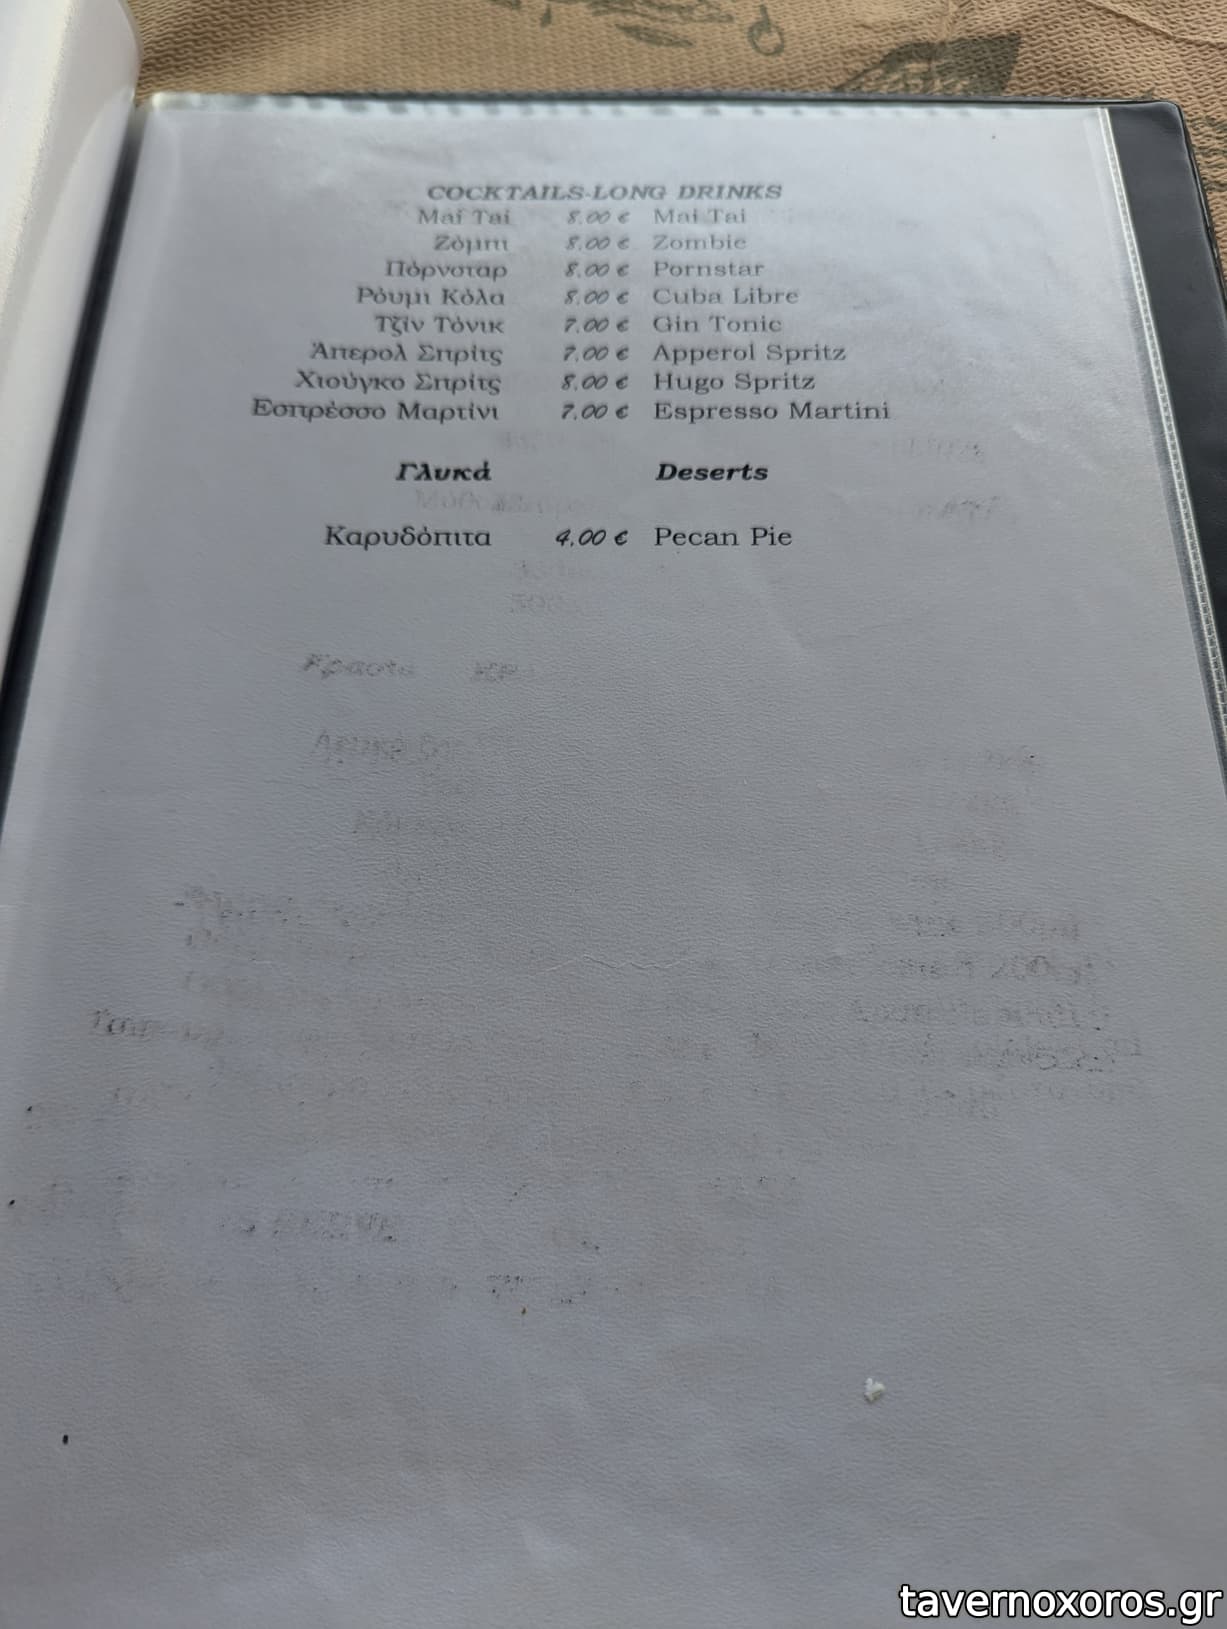 COCKTAILS-LONG DRINKS
Μαί Ταί 8.00 € Mai Tai
Ζόμπι 8.00 € Zombie
Πόρνσταρ 8.00 € Pornstar
Ρόυμι Κόλα 8.00 € Cuba Libre
Τζίν Τόνικ 7.00 € Gin Tonic
Άπερολ Σπρίτς 7.00 € Apperol Spritz
Χιούγκο Σπρίτς 8.00 € Hugo Spritz
Εσπρέσσο Μαρτίνι 7.00 € Espresso Martini
Γλυκά Deserts
Καρυδόπιτα 4.00 € Pecan Pie
tavernoxoros.gr